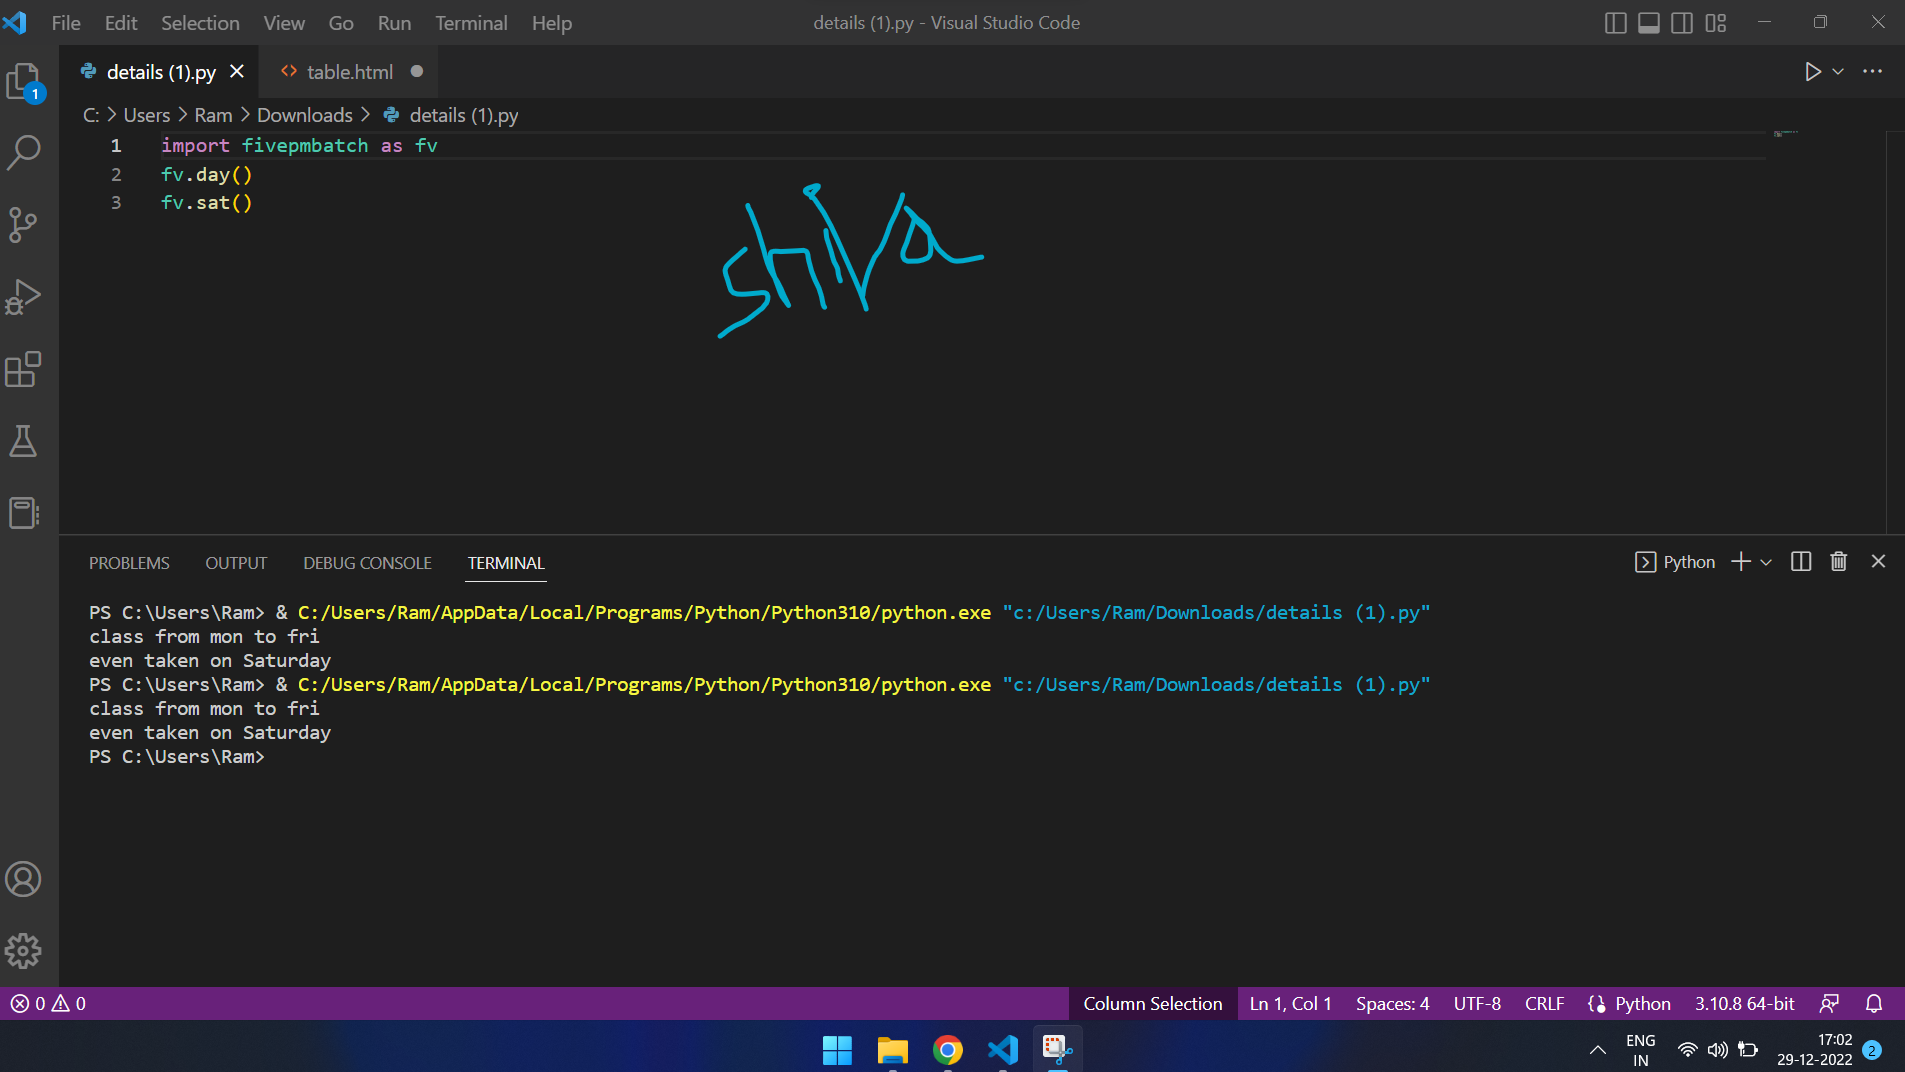 File Edit Selection View Go Run Terminal Help details (1).py - Visual Studio Code
details (1).py table.html
1
C: > Users > Ram > Downloads > details (1).py
1 import fivepmbatch as fv
2 fv.day()
3 fv.sat()
shiva
PROBLEMS OUTPUT DEBUG CONSOLE TERMINAL Python
PS C:\Users\Ram> & C:/Users/Ram/AppData/Local/Programs/Python/Python310/python.exe "c:/Users/Ram/Downloads/details (1).py"
class from mon to fri
even taken on Saturday
PS C:\Users\Ram> & C:/Users/Ram/AppData/Local/Programs/Python/Python310/python.exe "c:/Users/Ram/Downloads/details (1).py"
class from mon to fri
even taken on Saturday
PS C:\Users\Ram>
0 0 Column Selection Ln 1, Col 1 Spaces: 4 UTF-8 CRLF Python 3.10.8 64-bit
ENG 17:02
IN 29-12-2022 2